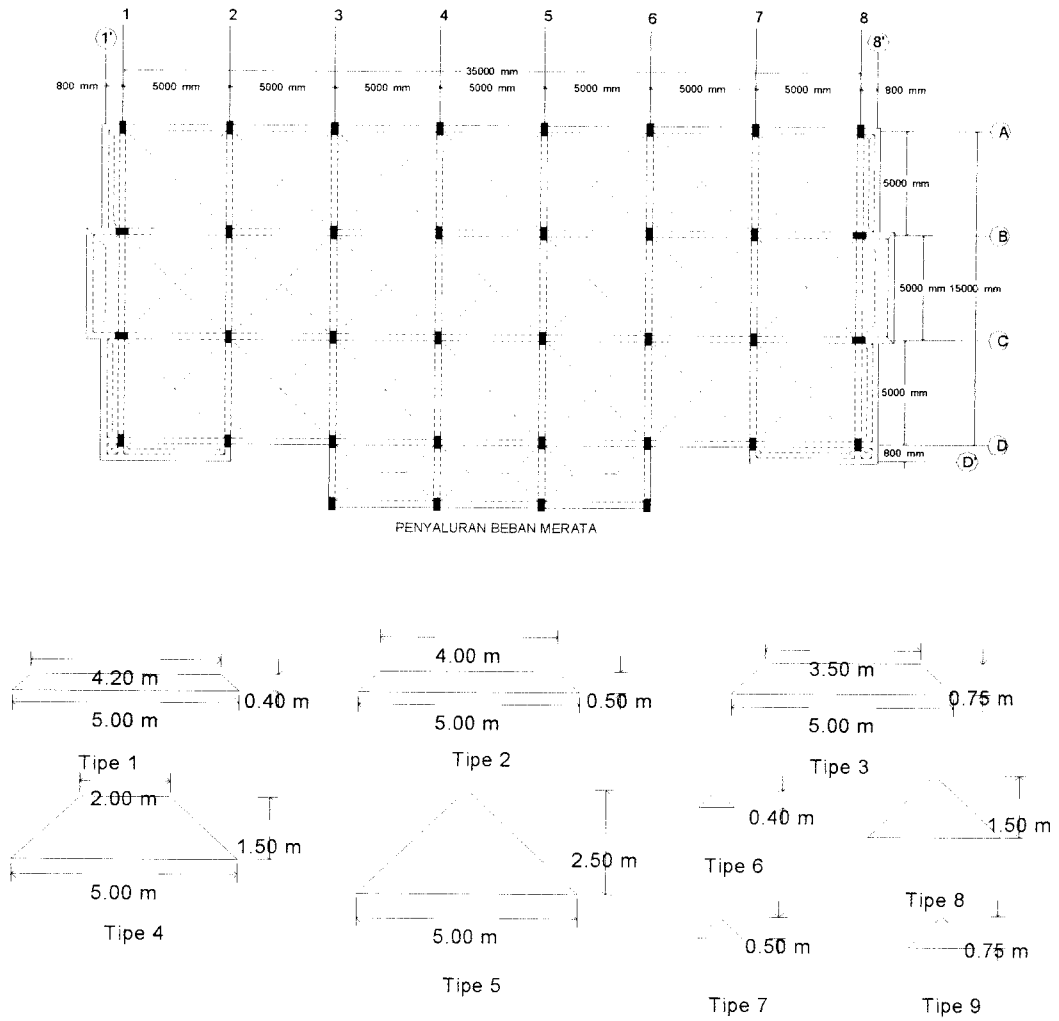 1 2 3 4 5 6 7 8
1' 8'
35000 mm
800 mm 5000 mm 5000 mm 5000 mm 5000 mm 5000 mm 5000 mm 5000 mm 800 mm
A
5000 mm
B
5000 mm 15000 mm
C
5000 mm
D
800 mm
D'
PENYALURAN BEBAN MERATA
4.20 m
0.40 m
5.00 m
Tipe 1
4.00 m
0.50 m
5.00 m
Tipe 2
3.50 m
0.75 m
5.00 m
Tipe 3
2.00 m
1.50 m
5.00 m
Tipe 4
2.50 m
5.00 m
Tipe 5
0.40 m
Tipe 6
1.50 m
Tipe 8
0.50 m
Tipe 7
0.75 m
Tipe 9